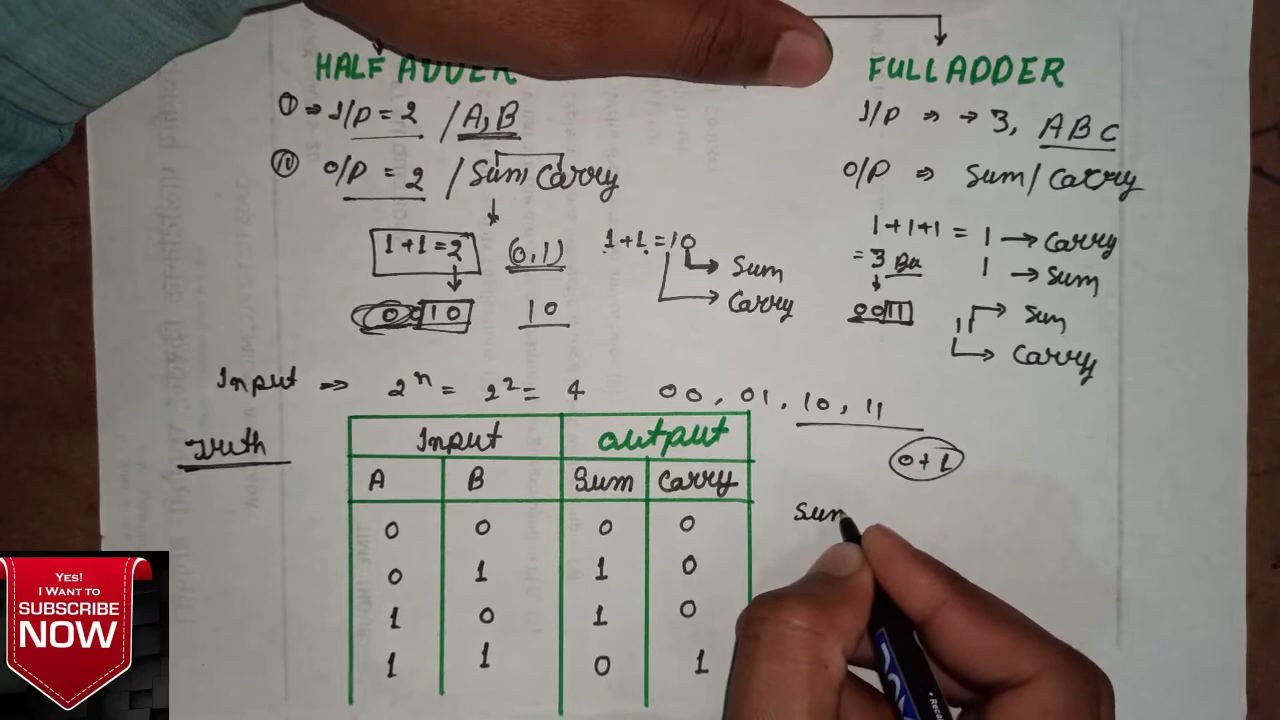 HALF ADDER
① ⇒ I/P = 2 / A, B
② O/P = 2 / Sum Carry
1+1=2 (0,1)
1+1=10
Sum
Carry
10
10
FULL ADDER
I/P ⇒ → 3, ABC
O/P ⇒ Sum/Carry
1+1+1 = 1 → Carry
= 3 1 → Sum
0011
11 → Sum
→ Carry
Input ⇒ 2ⁿ = 2² = 4 00, 01, 10, 11
Truth
0+1
Input output
A B Sum Carry
0 0 0 0
0 1 1 0
1 0 1 0
1 1 0 1
Sum
YES!
I WANT TO
SUBSCRIBE
NOW